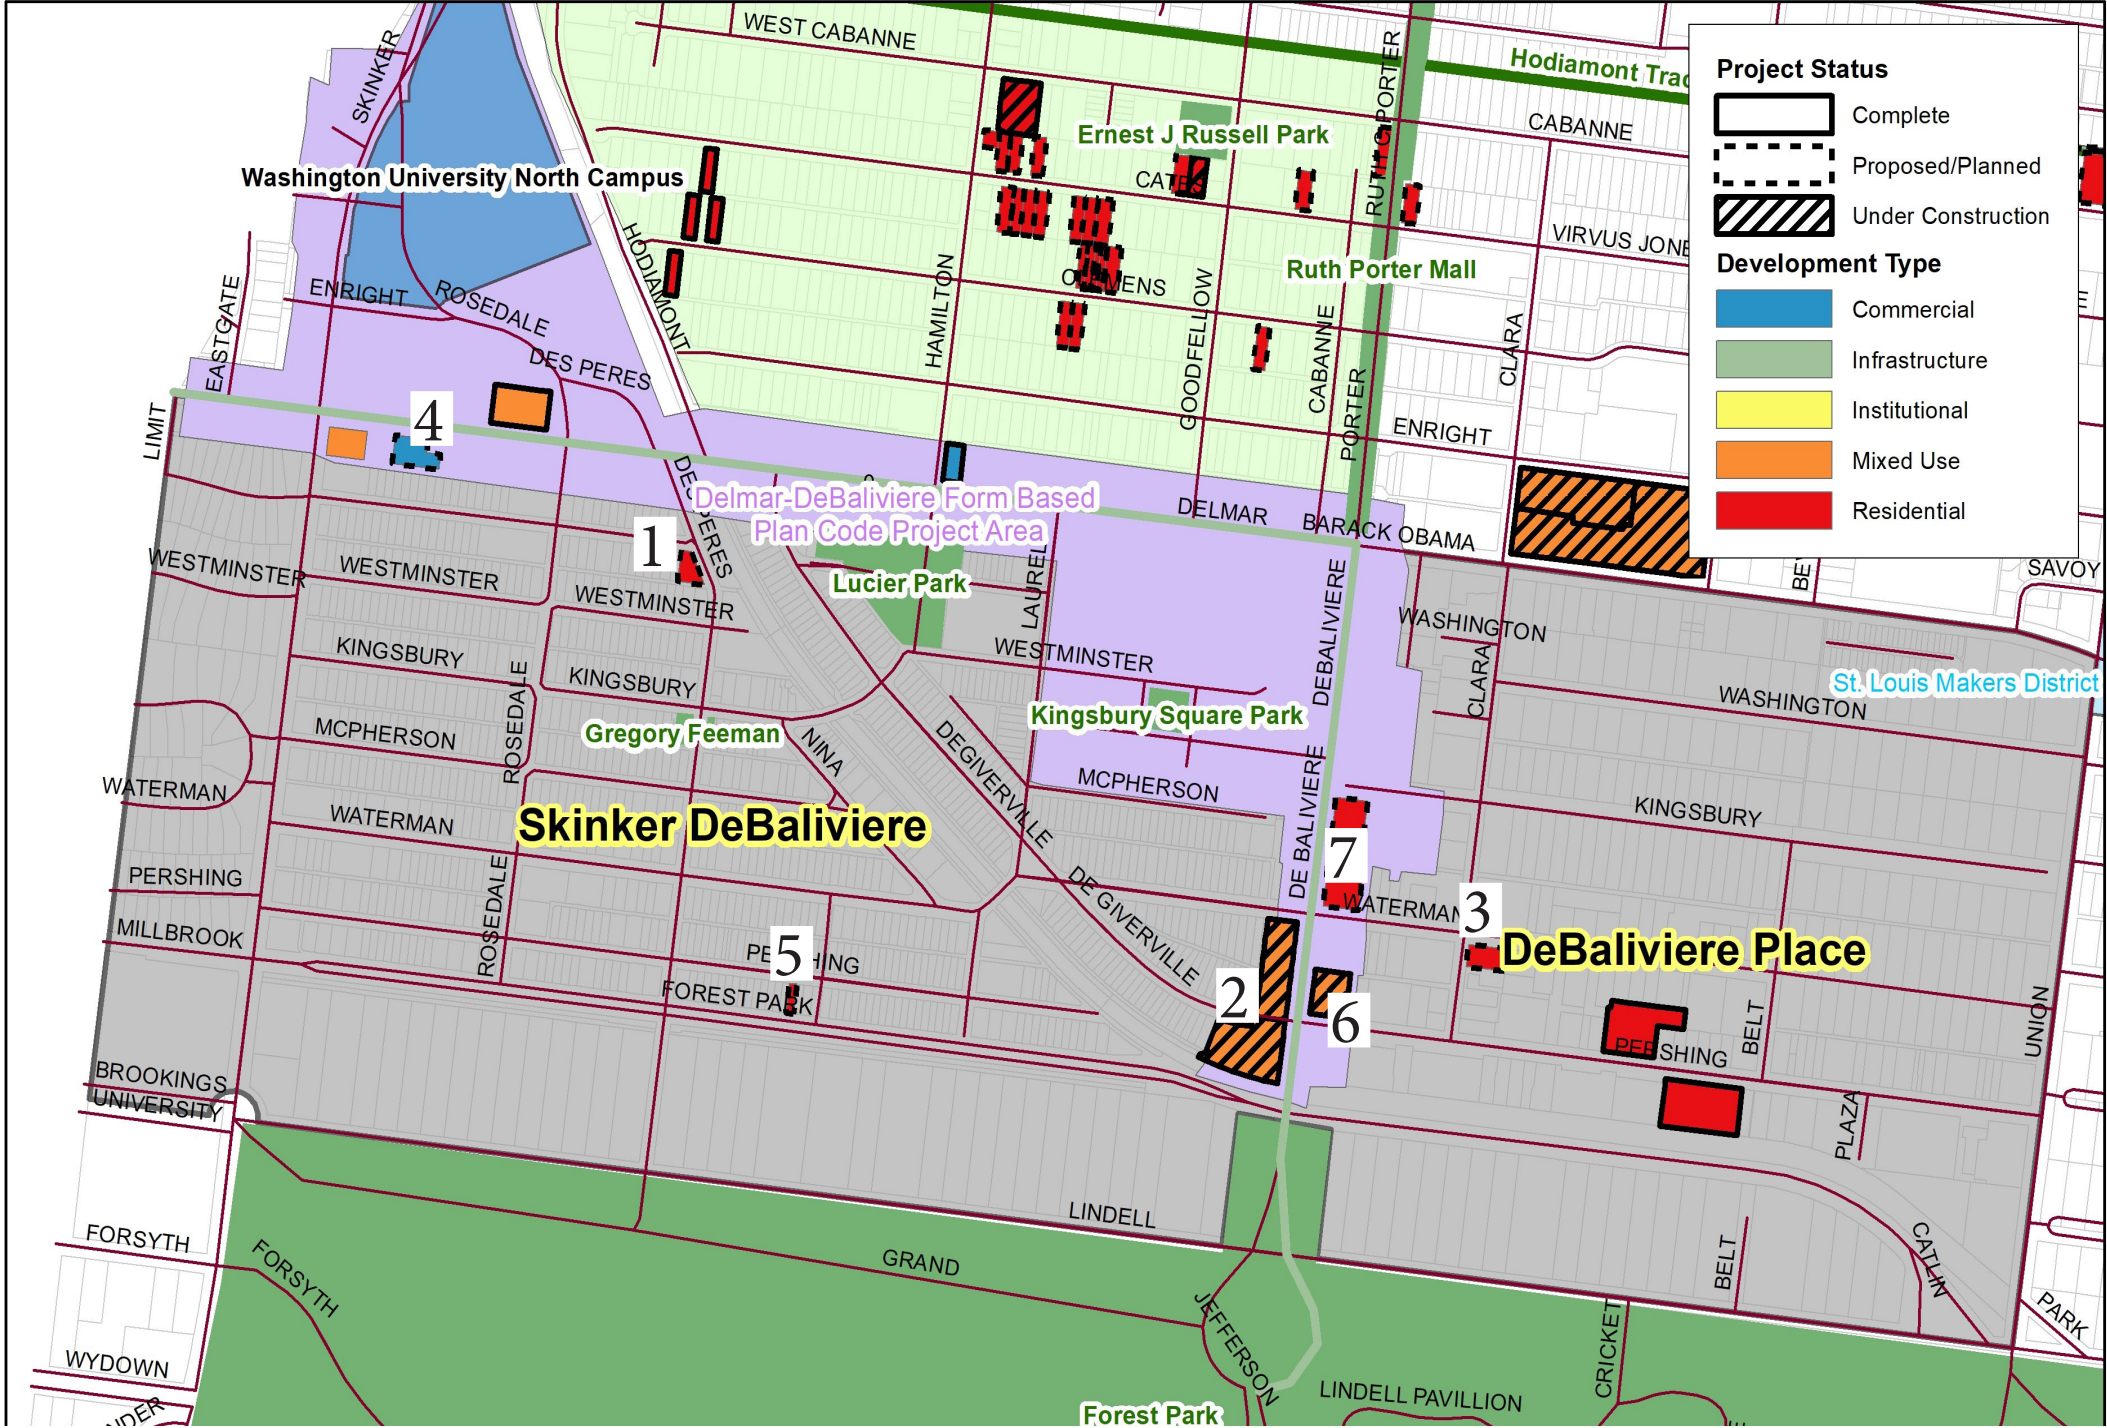 WEST CABANNE
SKINKER
RUTH C PORTER
Hodiamont Trac
Project Status
Complete
Proposed/Planned
Under Construction
Development Type
Commercial
Infrastructure
Institutional
Mixed Use
Residential
CABANNE
Ernest J Russell Park
Washington University North Campus
CATES
VIRVUS JONE
HODIAMONT
Ruth Porter Mall
ENRIGHT
ROSEDALE
HAMILTON
GOODFELLOW
CABANNE
CLARA
EASTGATE
DES PERES
LIMIT
4
PORTER
ENRIGHT
DES PERES
Delmar-DeBaliviere Form Based
Plan Code Project Area
DELMAR
BARACK OBAMA
1
WESTMINSTER
WESTMINSTER
WESTMINSTER
Lucier Park
LAUREL
DEBALIVIERE
WASHINGTON
SAVOY
KINGSBURY
KINGSBURY
ROSEDALE
WESTMINSTER
CLARA
WASHINGTON
St. Louis Makers District
Gregory Feeman
Kingsbury Square Park
MCPHERSON
NINA
DEGIVERVILLE
MCPHERSON
DE BALIVIERE
KINGSBURY
WATERMAN
WATERMAN
Skinker DeBaliviere
7
PERSHING
ROSEDALE
DE GIVERVILLE
WATERMAN
3
DeBaliviere Place
MILLBROOK
PERSHING
5
FOREST PARK
2
6
BELT
UNION
PERSHING
BROOKINGS
UNIVERSITY
PLAZA
LINDELL
FORSYTH
FORSYTH
GRAND
BELT
CATLIN
JEFFERSON
CRICKET
PARK
WYDOWN
LINDELL PAVILLION
Forest Park